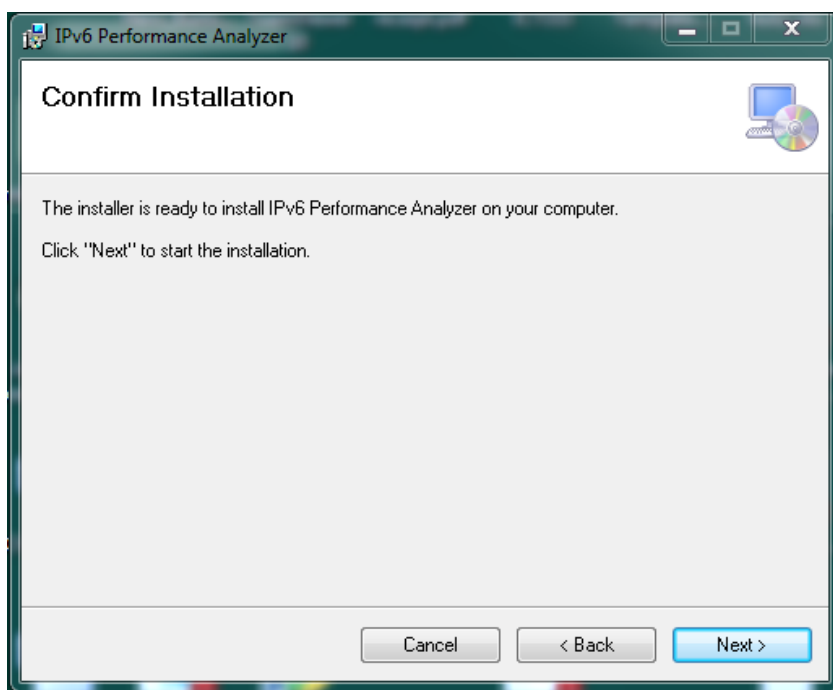 IPv6 Performance Analyzer
Confirm Installation
The installer is ready to install IPv6 Performance Analyzer on your computer.
Click "Next" to start the installation.
Cancel
< Back
Next >